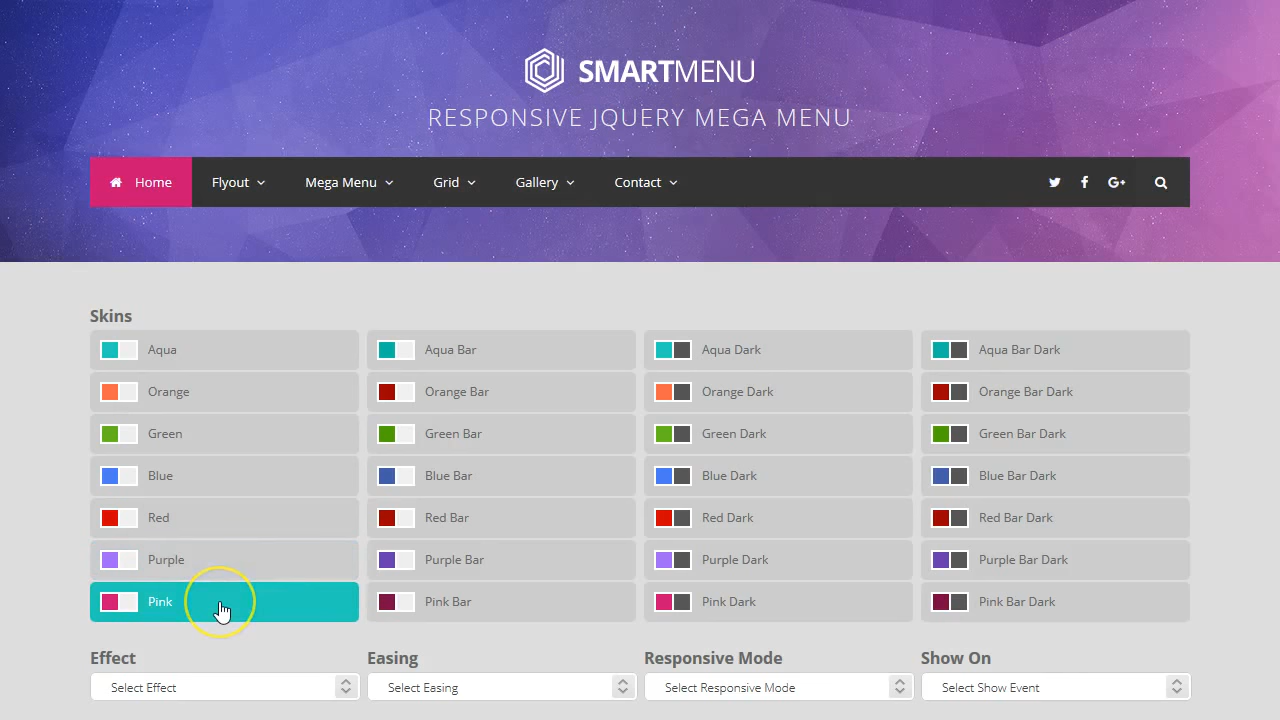 SMARTMENU
RESPONSIVE JQUERY MEGA MENU
Home Flyout Mega Menu Grid Gallery Contact G+
Skins
Aqua Aqua Bar Aqua Dark Aqua Bar Dark
Orange Orange Bar Orange Dark Orange Bar Dark
Green Green Bar Green Dark Green Bar Dark
Blue Blue Bar Blue Dark Blue Bar Dark
Red Red Bar Red Dark Red Bar Dark
Purple Purple Bar Purple Dark Purple Bar Dark
Pink Pink Bar Pink Dark Pink Bar Dark
Effect Easing Responsive Mode Show On
Select Effect Select Easing Select Responsive Mode Select Show Event